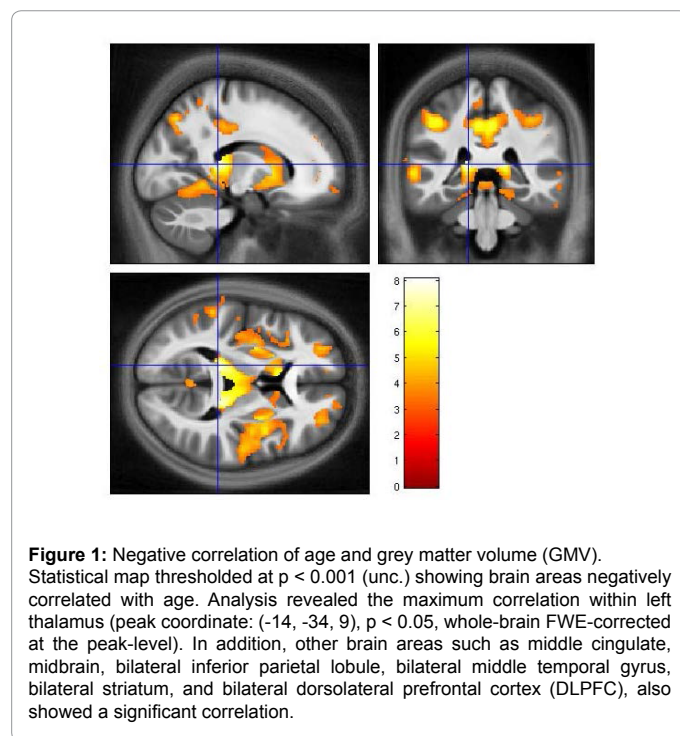 8
7
6
5
4
3
2
1
0
Figure 1: Negative correlation of age and grey matter volume (GMV).
Statistical map thresholded at p < 0.001 (unc.) showing brain areas negatively
correlated with age. Analysis revealed the maximum correlation within left
thalamus (peak coordinate: (-14, -34, 9), p < 0.05, whole-brain FWE-corrected
at the peak-level). In addition, other brain areas such as middle cingulate,
midbrain, bilateral inferior parietal lobule, bilateral middle temporal gyrus,
bilateral striatum, and bilateral dorsolateral prefrontal cortex (DLPFC), also
showed a significant correlation.